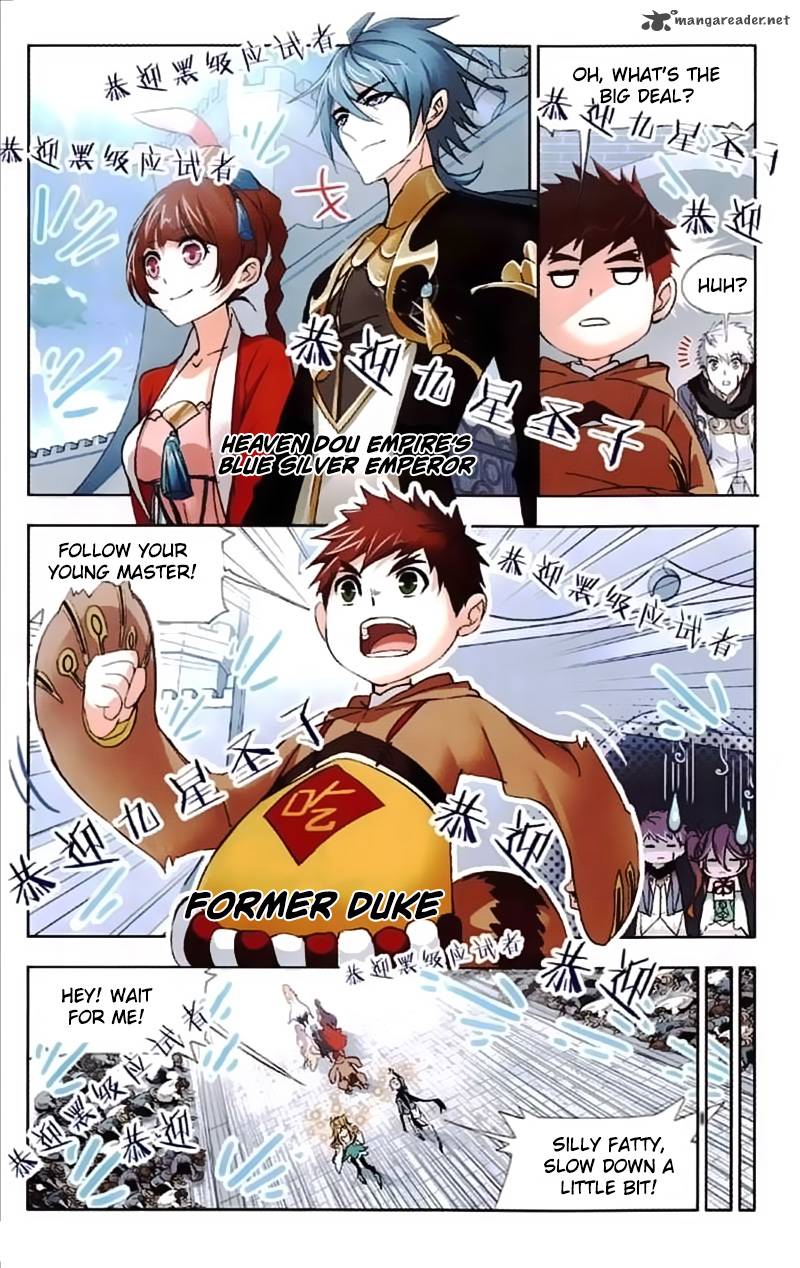 mangareader.net
恭迎黑级应试者
恭迎黑级应试者
OH, WHAT'S THE
BIG DEAL?
恭迎九星圣子
恭迎
HUH?
恭迎九星圣子
HEAVEN DOU EMPIRE'S
BLUE SILVER EMPEROR
FOLLOW YOUR
YOUNG MASTER!
恭迎黑级应试者
恭迎九星圣子
吃
恭迎
FORMER DUKE
恭迎黑级应试者
恭迎
HEY! WAIT
FOR ME!
恭迎黑级应试者
恭迎
SILLY FATTY,
SLOW DOWN A
LITTLE BIT!